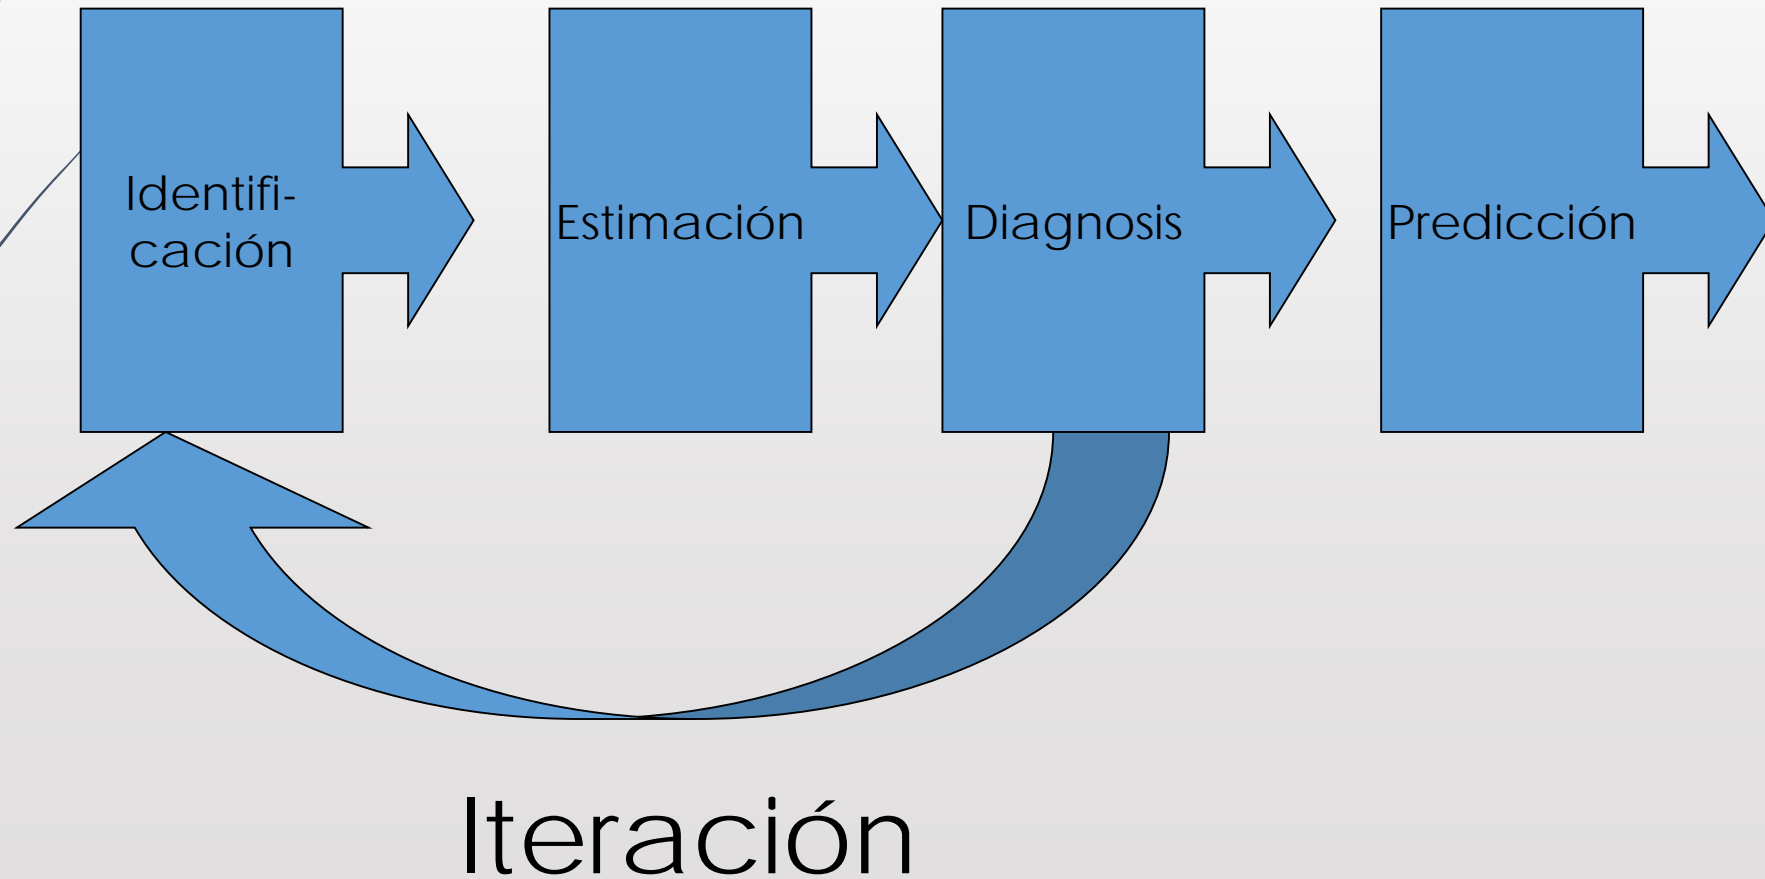 Identifi-
cación
Estimación
Diagnosis
Predicción
Iteración